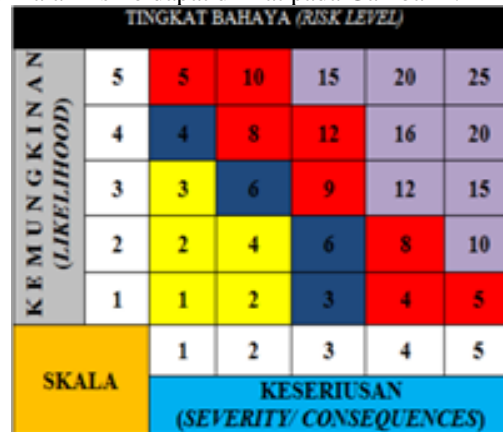 TINGKAT BAHAYA (RISK LEVEL)
KEMUNGKINAN
(LIKELIHOOD)
5 5 10 15 20 25
4 4 8 12 16 20
3 3 6 9 12 15
2 2 4 6 8 10
1 1 2 3 4 5
SKALA
1 2 3 4 5
KESERIUSAN
(SEVERITY/ CONSEQUENCES)